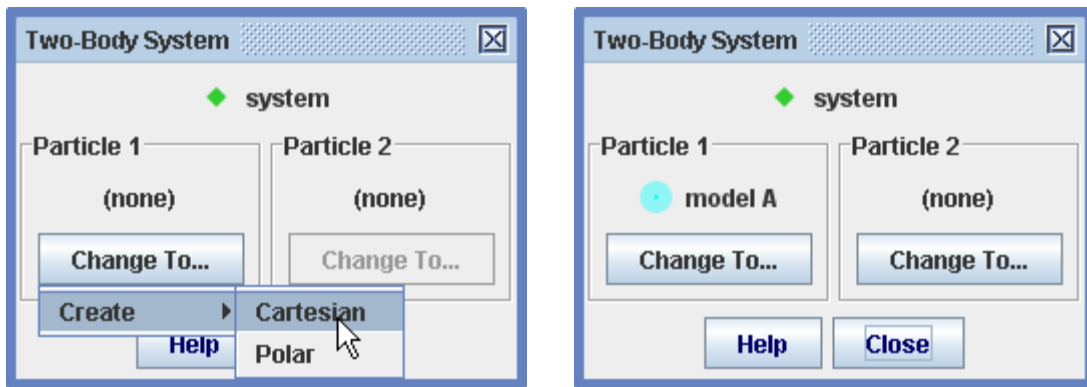 Two-Body System
system
Particle 1
Particle 2
(none)
(none)
Change To...
Change To...
Create
Cartesian
Polar
Help
Two-Body System
system
Particle 1
Particle 2
model A
(none)
Change To...
Change To...
Help
Close